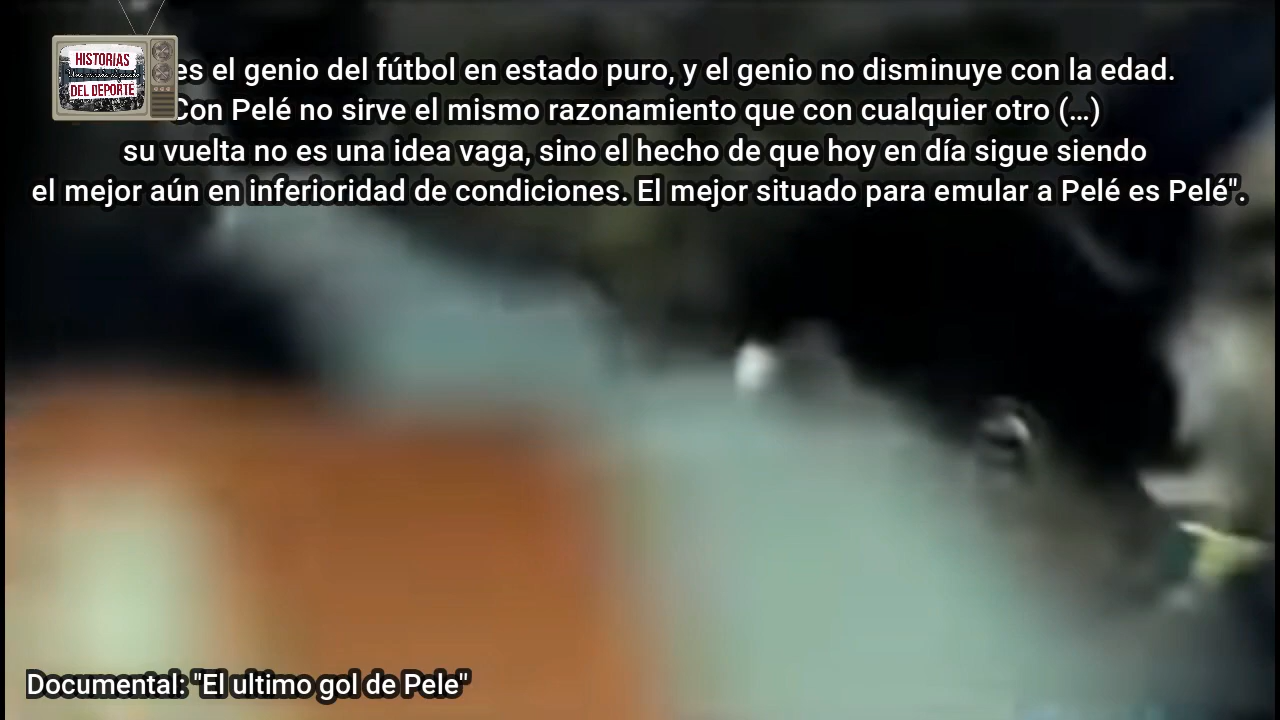 HISTORIAS
DEL DEPORTE
es el genio del fútbol en estado puro, y el genio no disminuye con la edad.
Con Pelé no sirve el mismo razonamiento que con cualquier otro (...)
su vuelta no es una idea vaga, sino el hecho de que hoy en día sigue siendo
el mejor aún en inferioridad de condiciones. El mejor situado para emular a Pelé es Pelé".
Documental: "El ultimo gol de Pele"